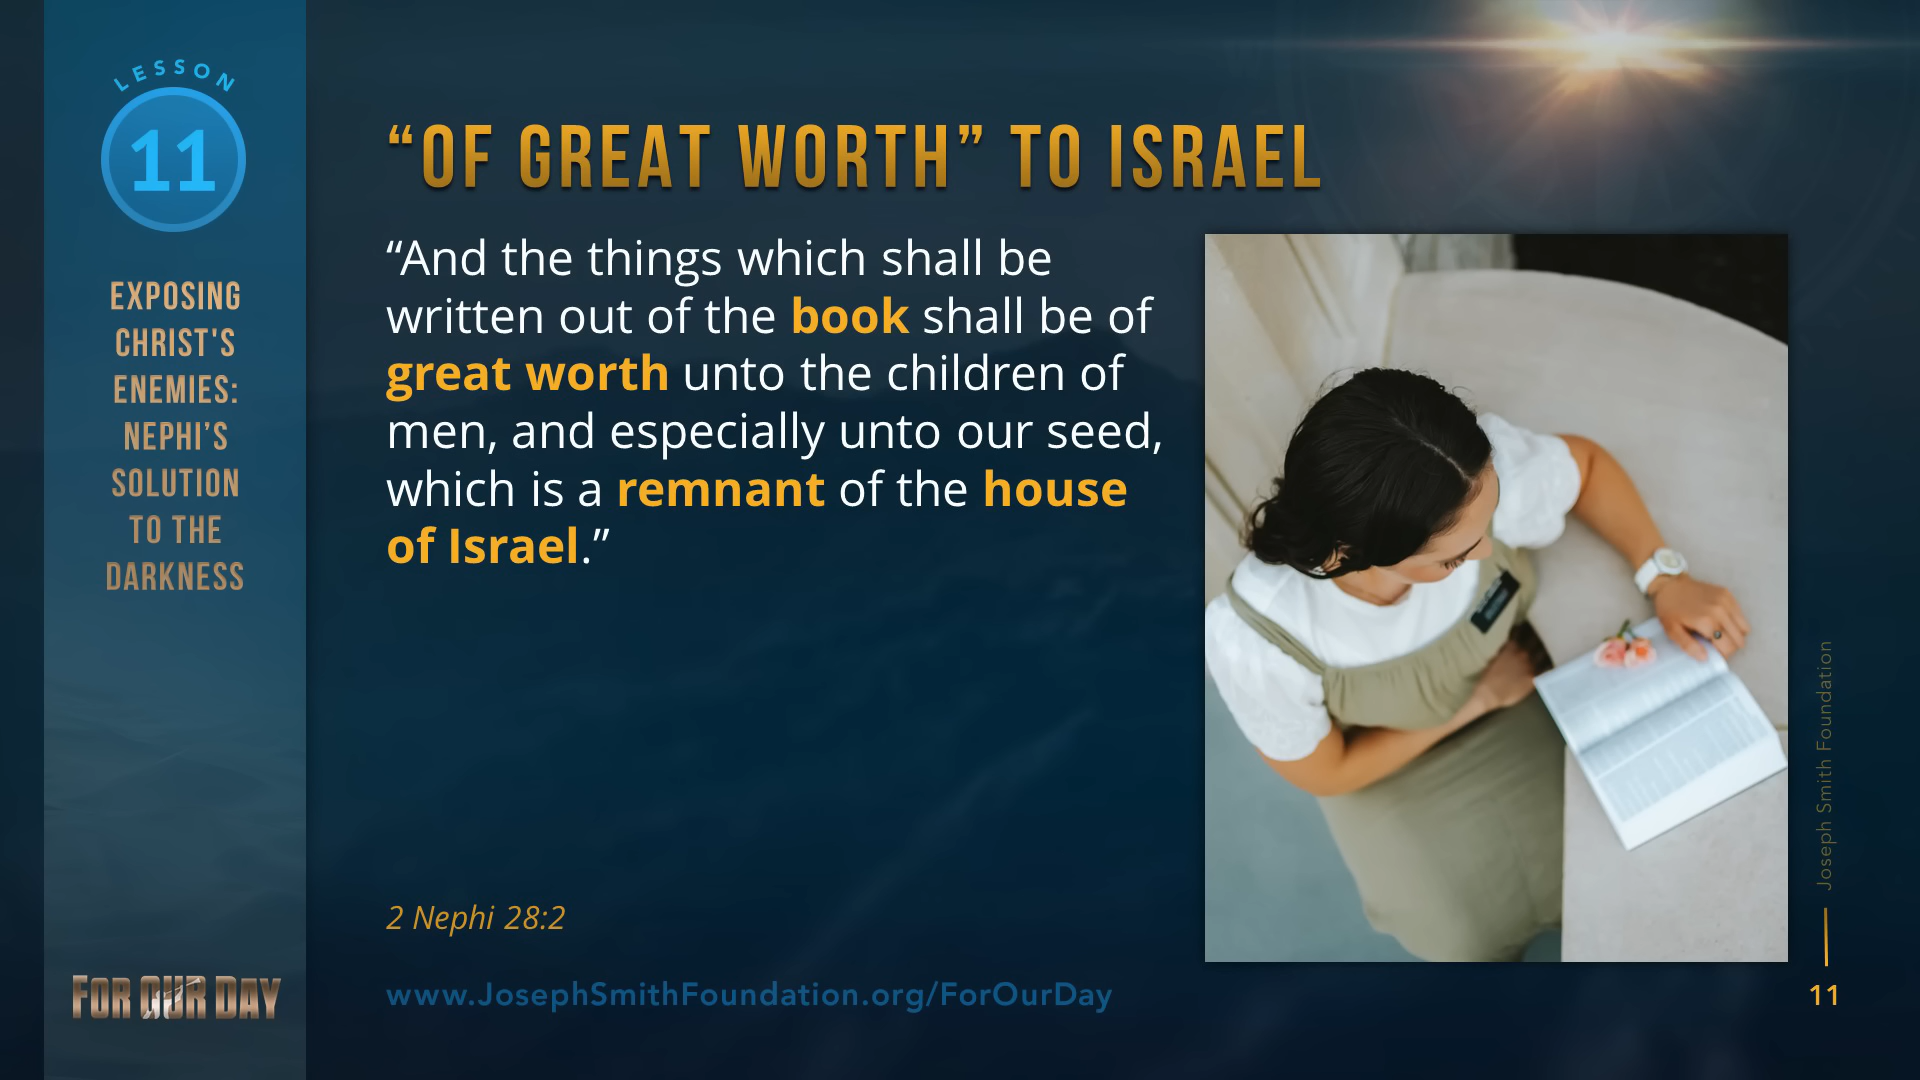 LESSON
11
EXPOSING
CHRIST'S
ENEMIES:
NEPHI’S
SOLUTION
TO THE
DARKNESS
FOR OUR DAY
“OF GREAT WORTH” TO ISRAEL
“And the things which shall be
written out of the book shall be of
great worth unto the children of
men, and especially unto our seed,
which is a remnant of the house
of Israel.”
2 Nephi 28:2
www.JosephSmithFoundation.org/ForOurDay
Joseph Smith Foundation
11